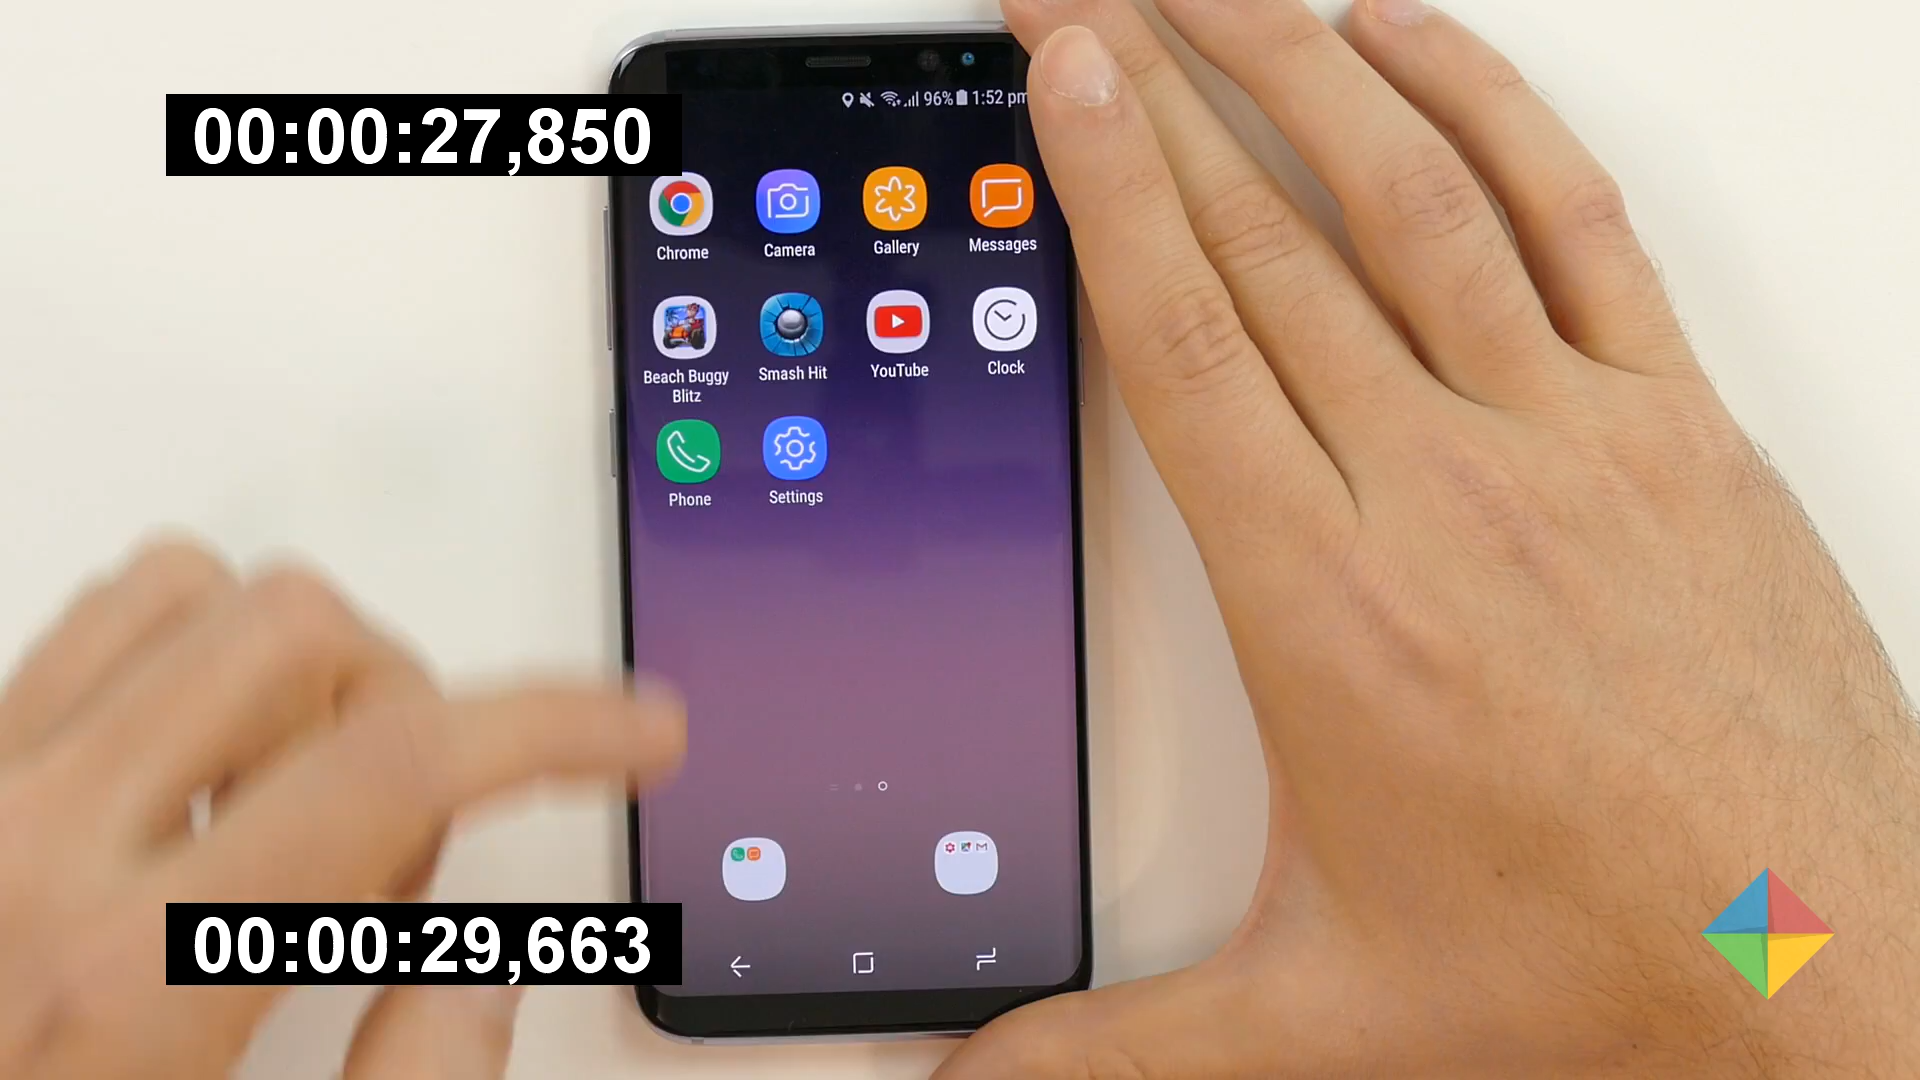 00:00:27,850
96% 1:52 pm
Chrome Camera Gallery Messages
Beach Buggy Blitz Smash Hit YouTube Clock
Phone Settings
00:00:29,663